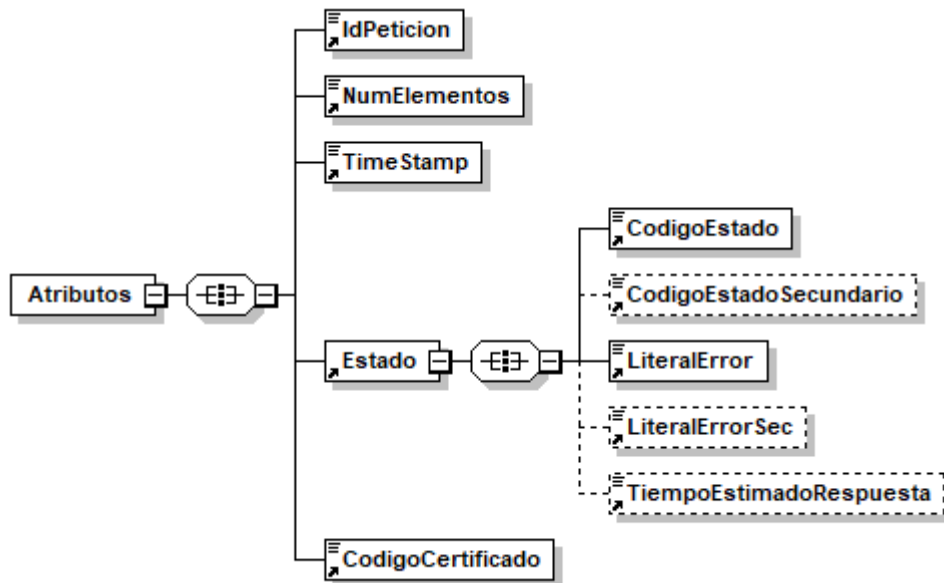 IdPeticion
NumElementos
TimeStamp
CodigoEstado
CodigoEstadoSecundario
Atributos
Estado
LiteralError
LiteralErrorSec
TiempoEstimadoRespuesta
CodigoCertificado